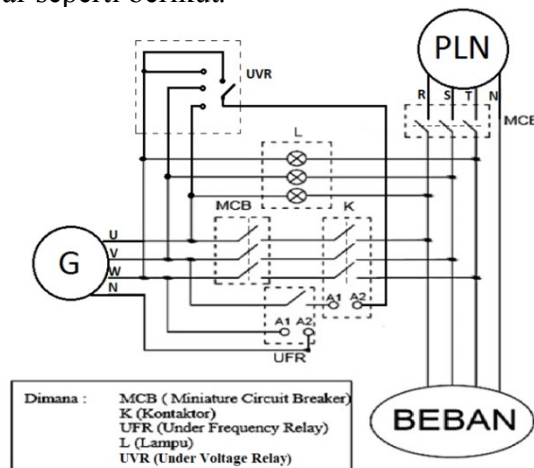 ar seperti berikut.
PLN
UVR
R S T N
MCB
L
MCB K
U
V
W
N
G
A1 A2
A1 A2
UFR
BEBAN
Dimana : MCB ( Miniature Circuit Breaker)
K (Kontaktor)
UFR (Under Frequency Relay)
L (Lampu)
UVR (Under Voltage Relay)